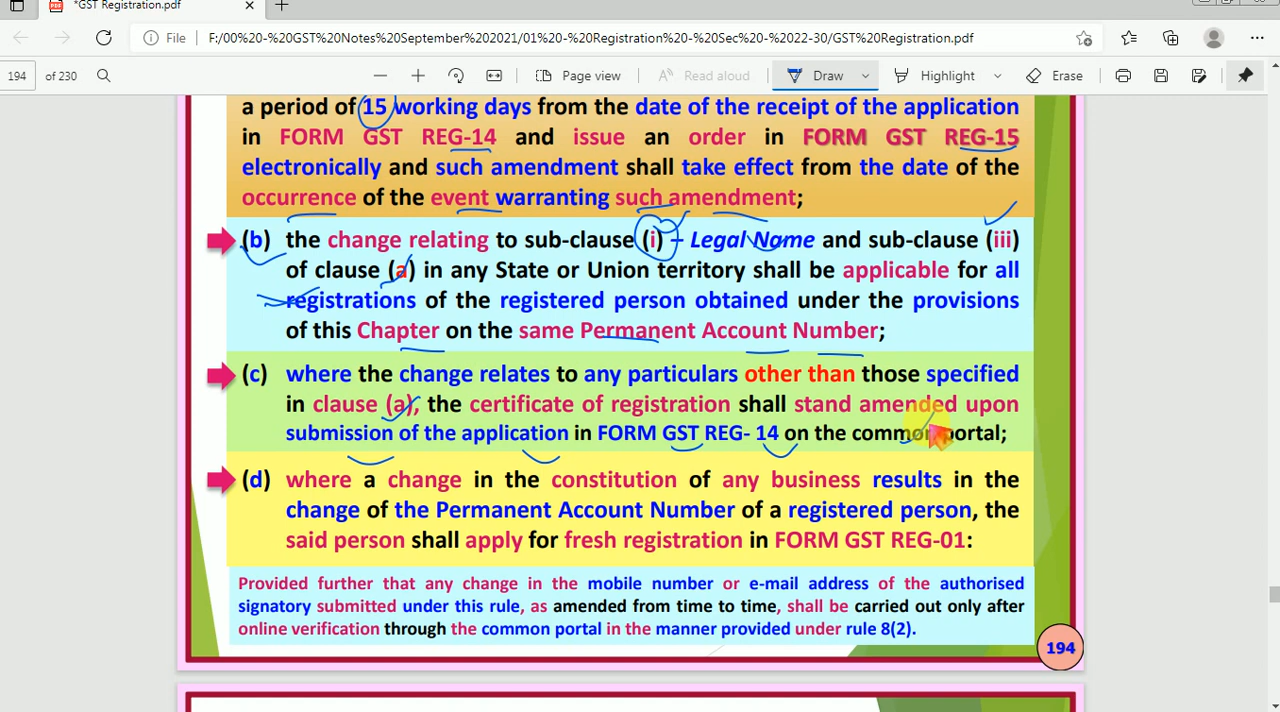 *GST Registration.pdf
File
F:/00%20-%20GST%20Notes%20September%202021/01%20-%20Registration%20-%20Sec%20-%2022-30/GST%20Registration.pdf
194 of 230 Page view Read aloud Draw Highlight Erase
a period of 15 working days from the date of the receipt of the application
in FORM GST REG-14 and issue an order in FORM GST REG-15
electronically and such amendment shall take effect from the date of the
occurrence of the event warranting such amendment;
(b) the change relating to sub-clause (i) – Legal Name and sub-clause (iii)
of clause (a) in any State or Union territory shall be applicable for all
registrations of the registered person obtained under the provisions
of this Chapter on the same Permanent Account Number;
(c) where the change relates to any particulars other than those specified
in clause (a), the certificate of registration shall stand amended upon
submission of the application in FORM GST REG- 14 on the common portal;
(d) where a change in the constitution of any business results in the
change of the Permanent Account Number of a registered person, the
said person shall apply for fresh registration in FORM GST REG-01:
Provided further that any change in the mobile number or e-mail address of the authorised
signatory submitted under this rule, as amended from time to time, shall be carried out only after
online verification through the common portal in the manner provided under rule 8(2).
194